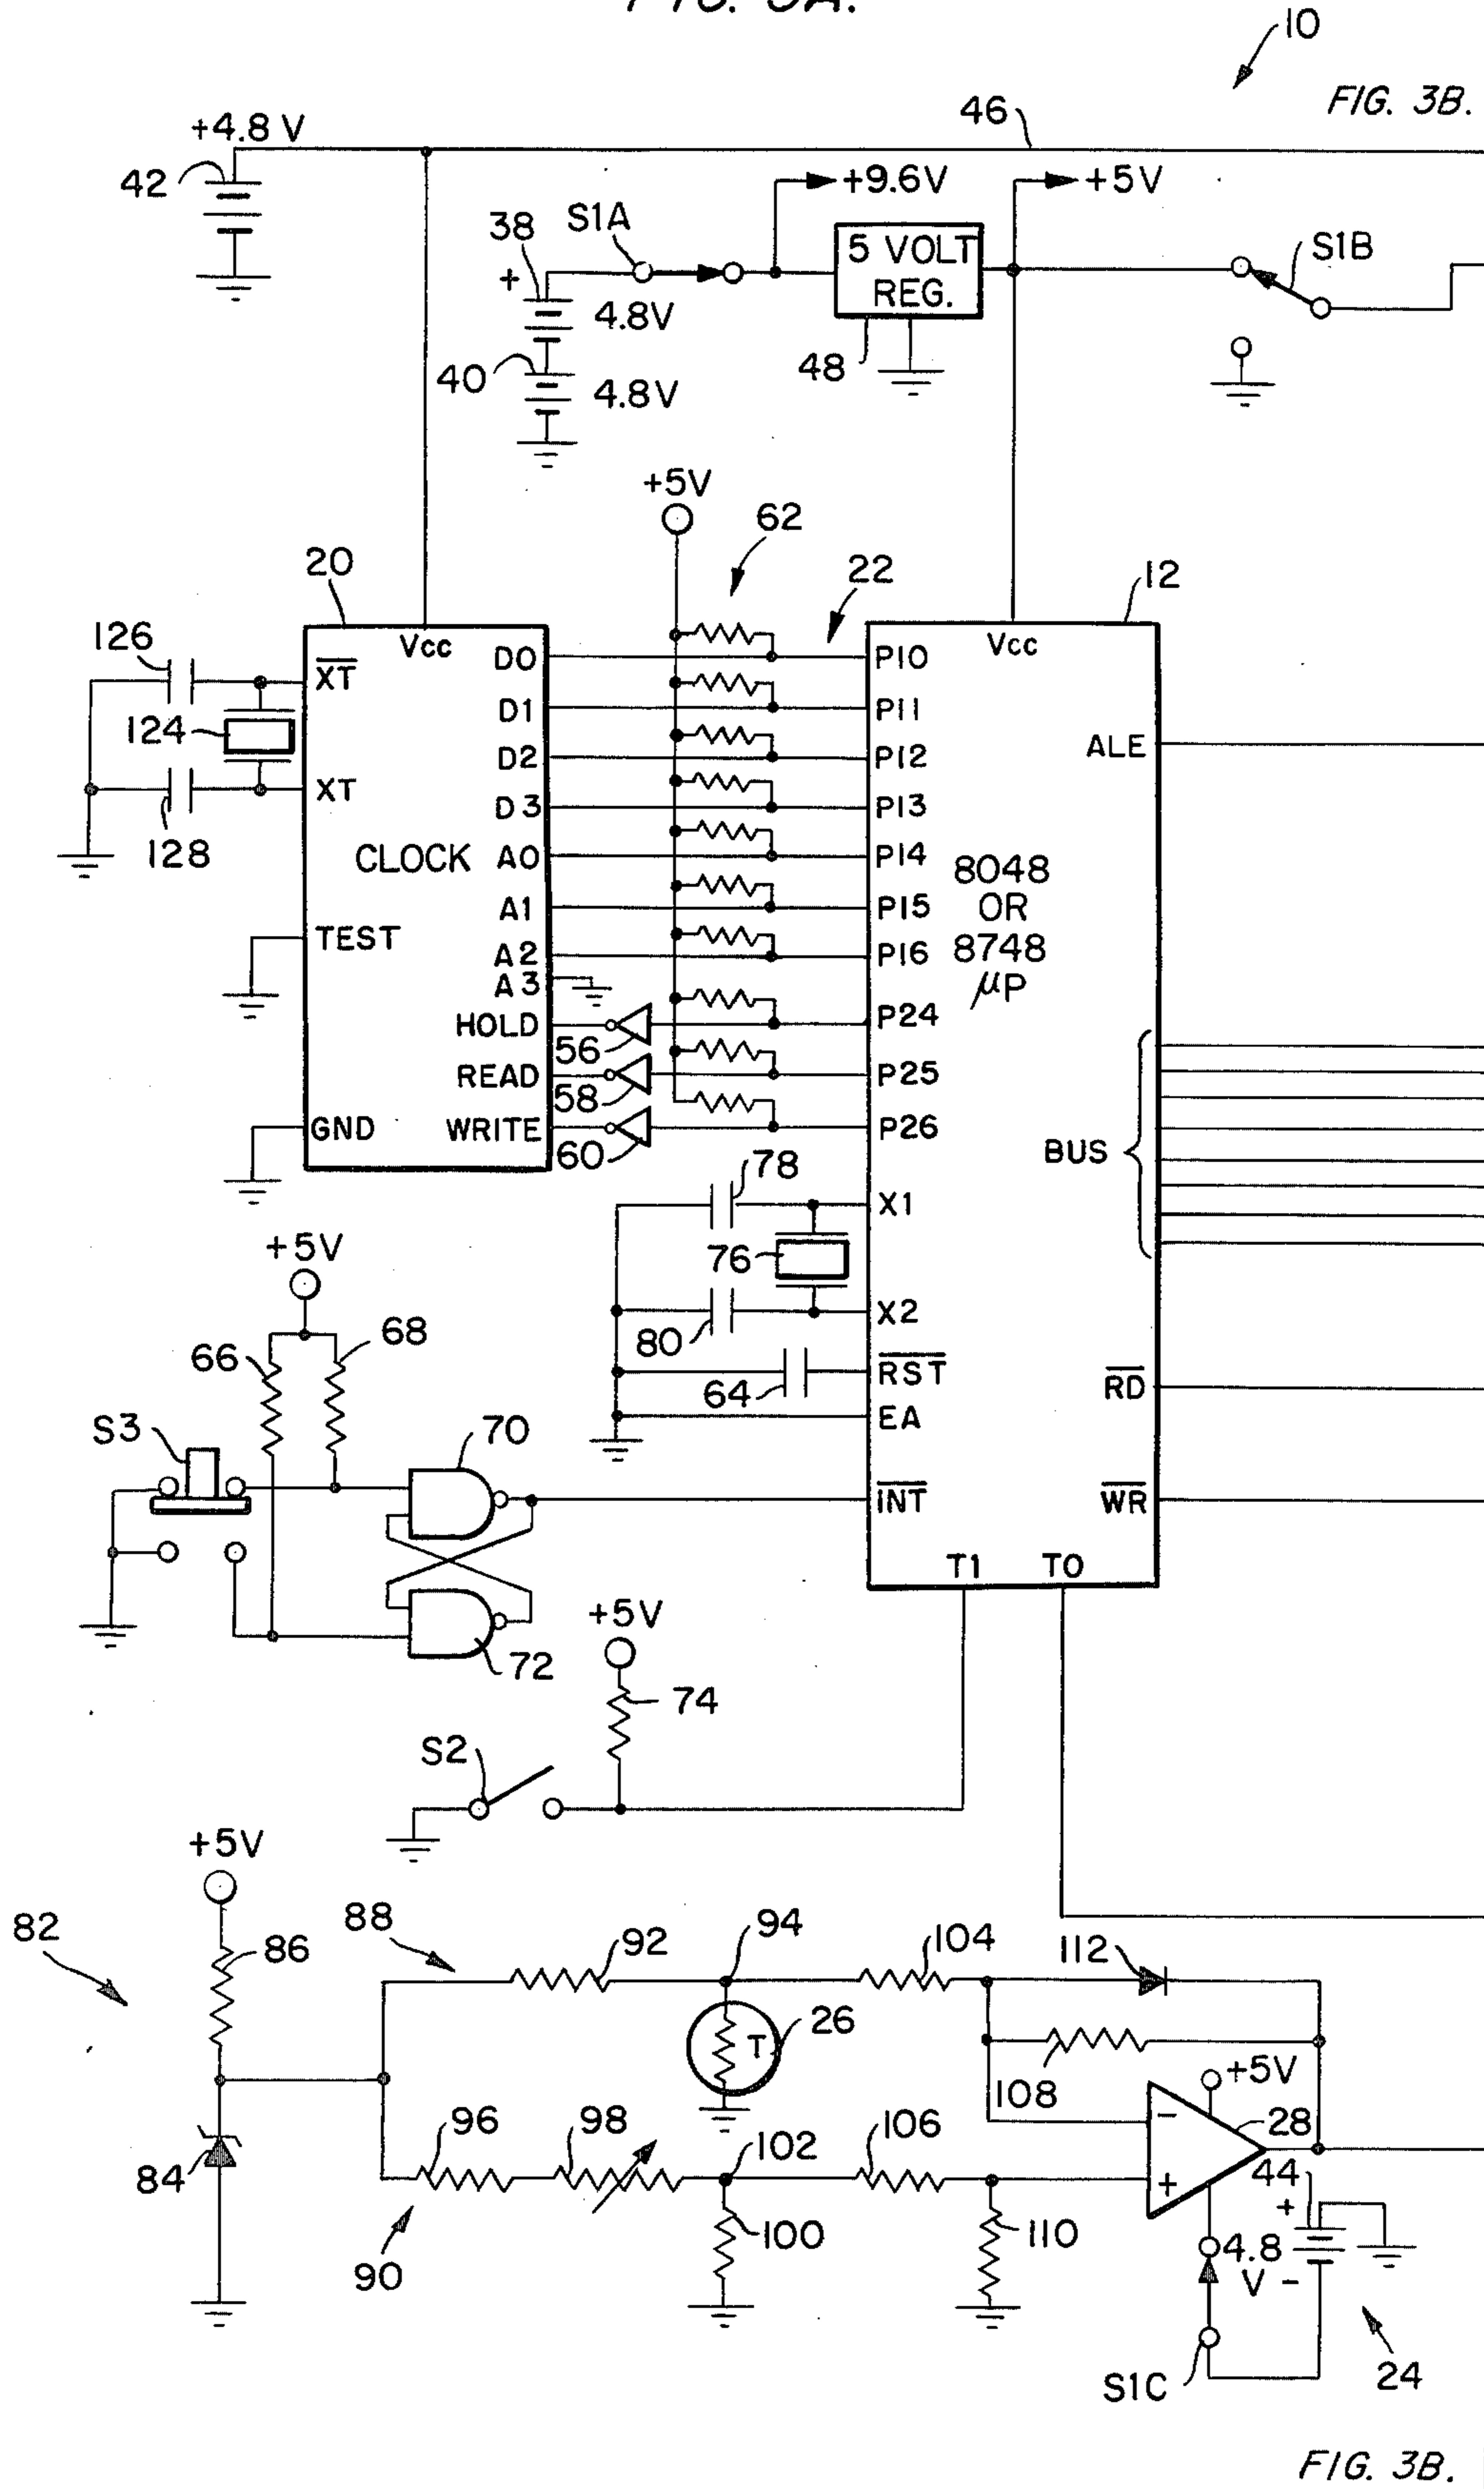 FIG. 3A.
10
FIG. 3B.
46
+4.8 V
42
+9.6V
+5V
38
S1A
5 VOLT
REG.
S1B
+
4.8V
48
40
4.8V
+5V
62
20
22
12
126
Vcc
Vcc
XT
D0
P10
124
D1
P11
ALE
D2
P12
XT
D3
P13
128
CLOCK
A0
P14
8048
OR
8748
μP
A1
P15
TEST
A2
P16
A3
HOLD
56
P24
READ
58
P25
GND
WRITE
60
P26
BUS
78
X1
76
+5V
X2
80
66
68
RST
64
RD
EA
S3
70
INT
WR
T1
T0
72
+5V
74
S2
+5V
82
86
88
92
94
104
112
26
T
108
+5V
96
98
102
106
-
28
84
+
44
+
90
100
110
4.8
V -
S1C
24
FIG. 3B.